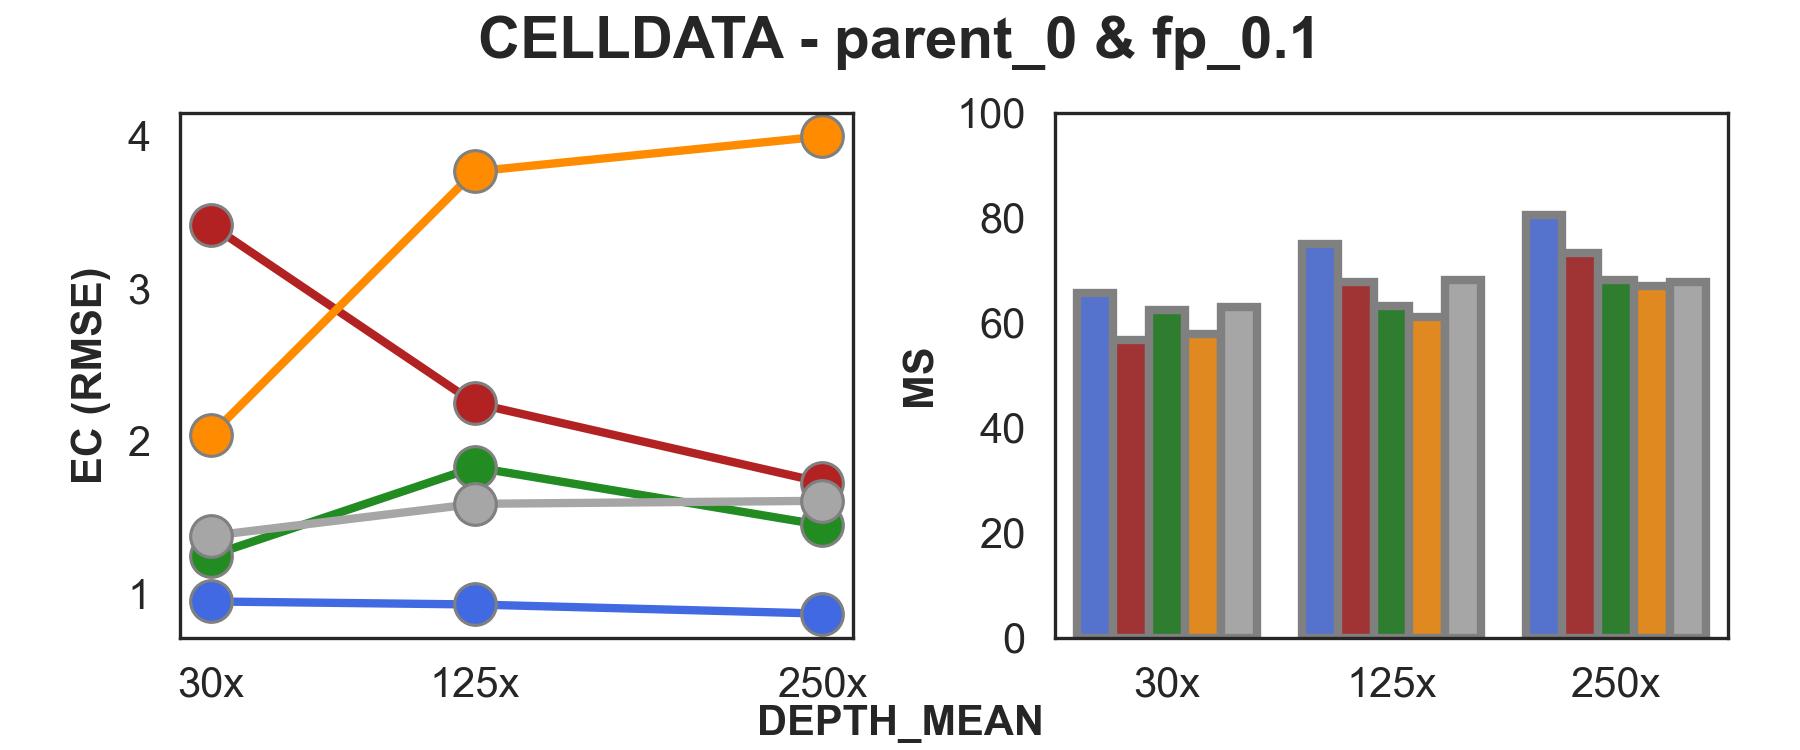 CELLDATA - parent_0 & fp_0.1
EC (RMSE)
4
3
2
1
30x 125x 250x
MS
100
80
60
40
20
0
30x 125x 250x
DEPTH_MEAN